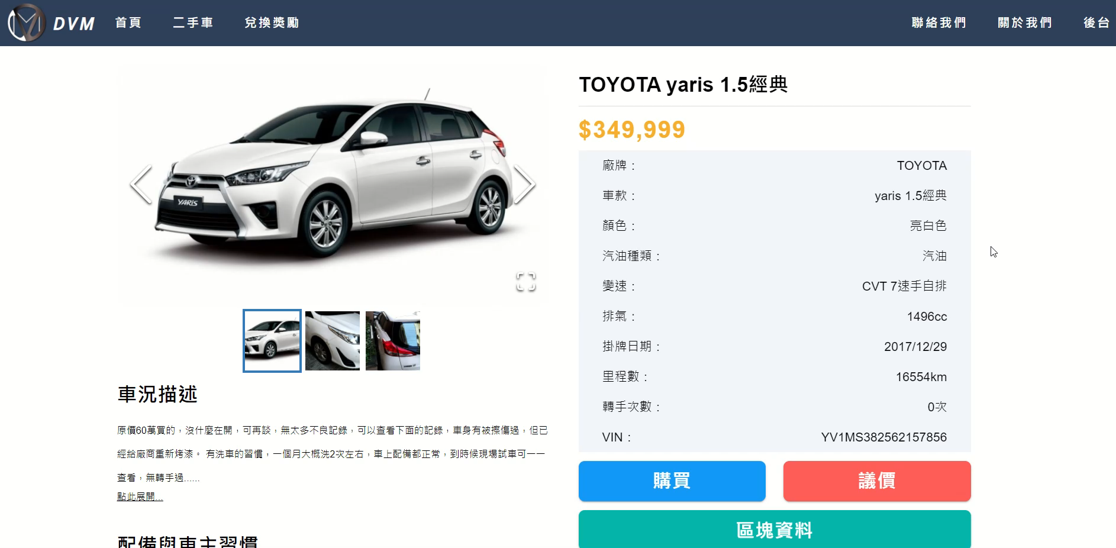 DVM 首頁 二手車 兌換獎勵 聯絡我們 關於我們 後台
YARIS
車況描述
原價60萬買的，沒什麼在開，可再談，無太多不良記錄，可以查看下面的記錄，車身有被擦傷過，但已
經給廠商重新烤漆。 有洗車的習慣，一個月大概洗2次左右，車上配備都正常，到時候現場試車可一一
查看，無轉手過......
點此展開...
配備與車主習慣
TOYOTA yaris 1.5經典
$349,999
廠牌： TOYOTA
車款： yaris 1.5經典
顏色： 亮白色
汽油種類： 汽油
變速： CVT 7速手自排
排氣： 1496cc
掛牌日期： 2017/12/29
里程數： 16554km
轉手次數： 0次
VIN： YV1MS382562157856
購買 議價
區塊資料